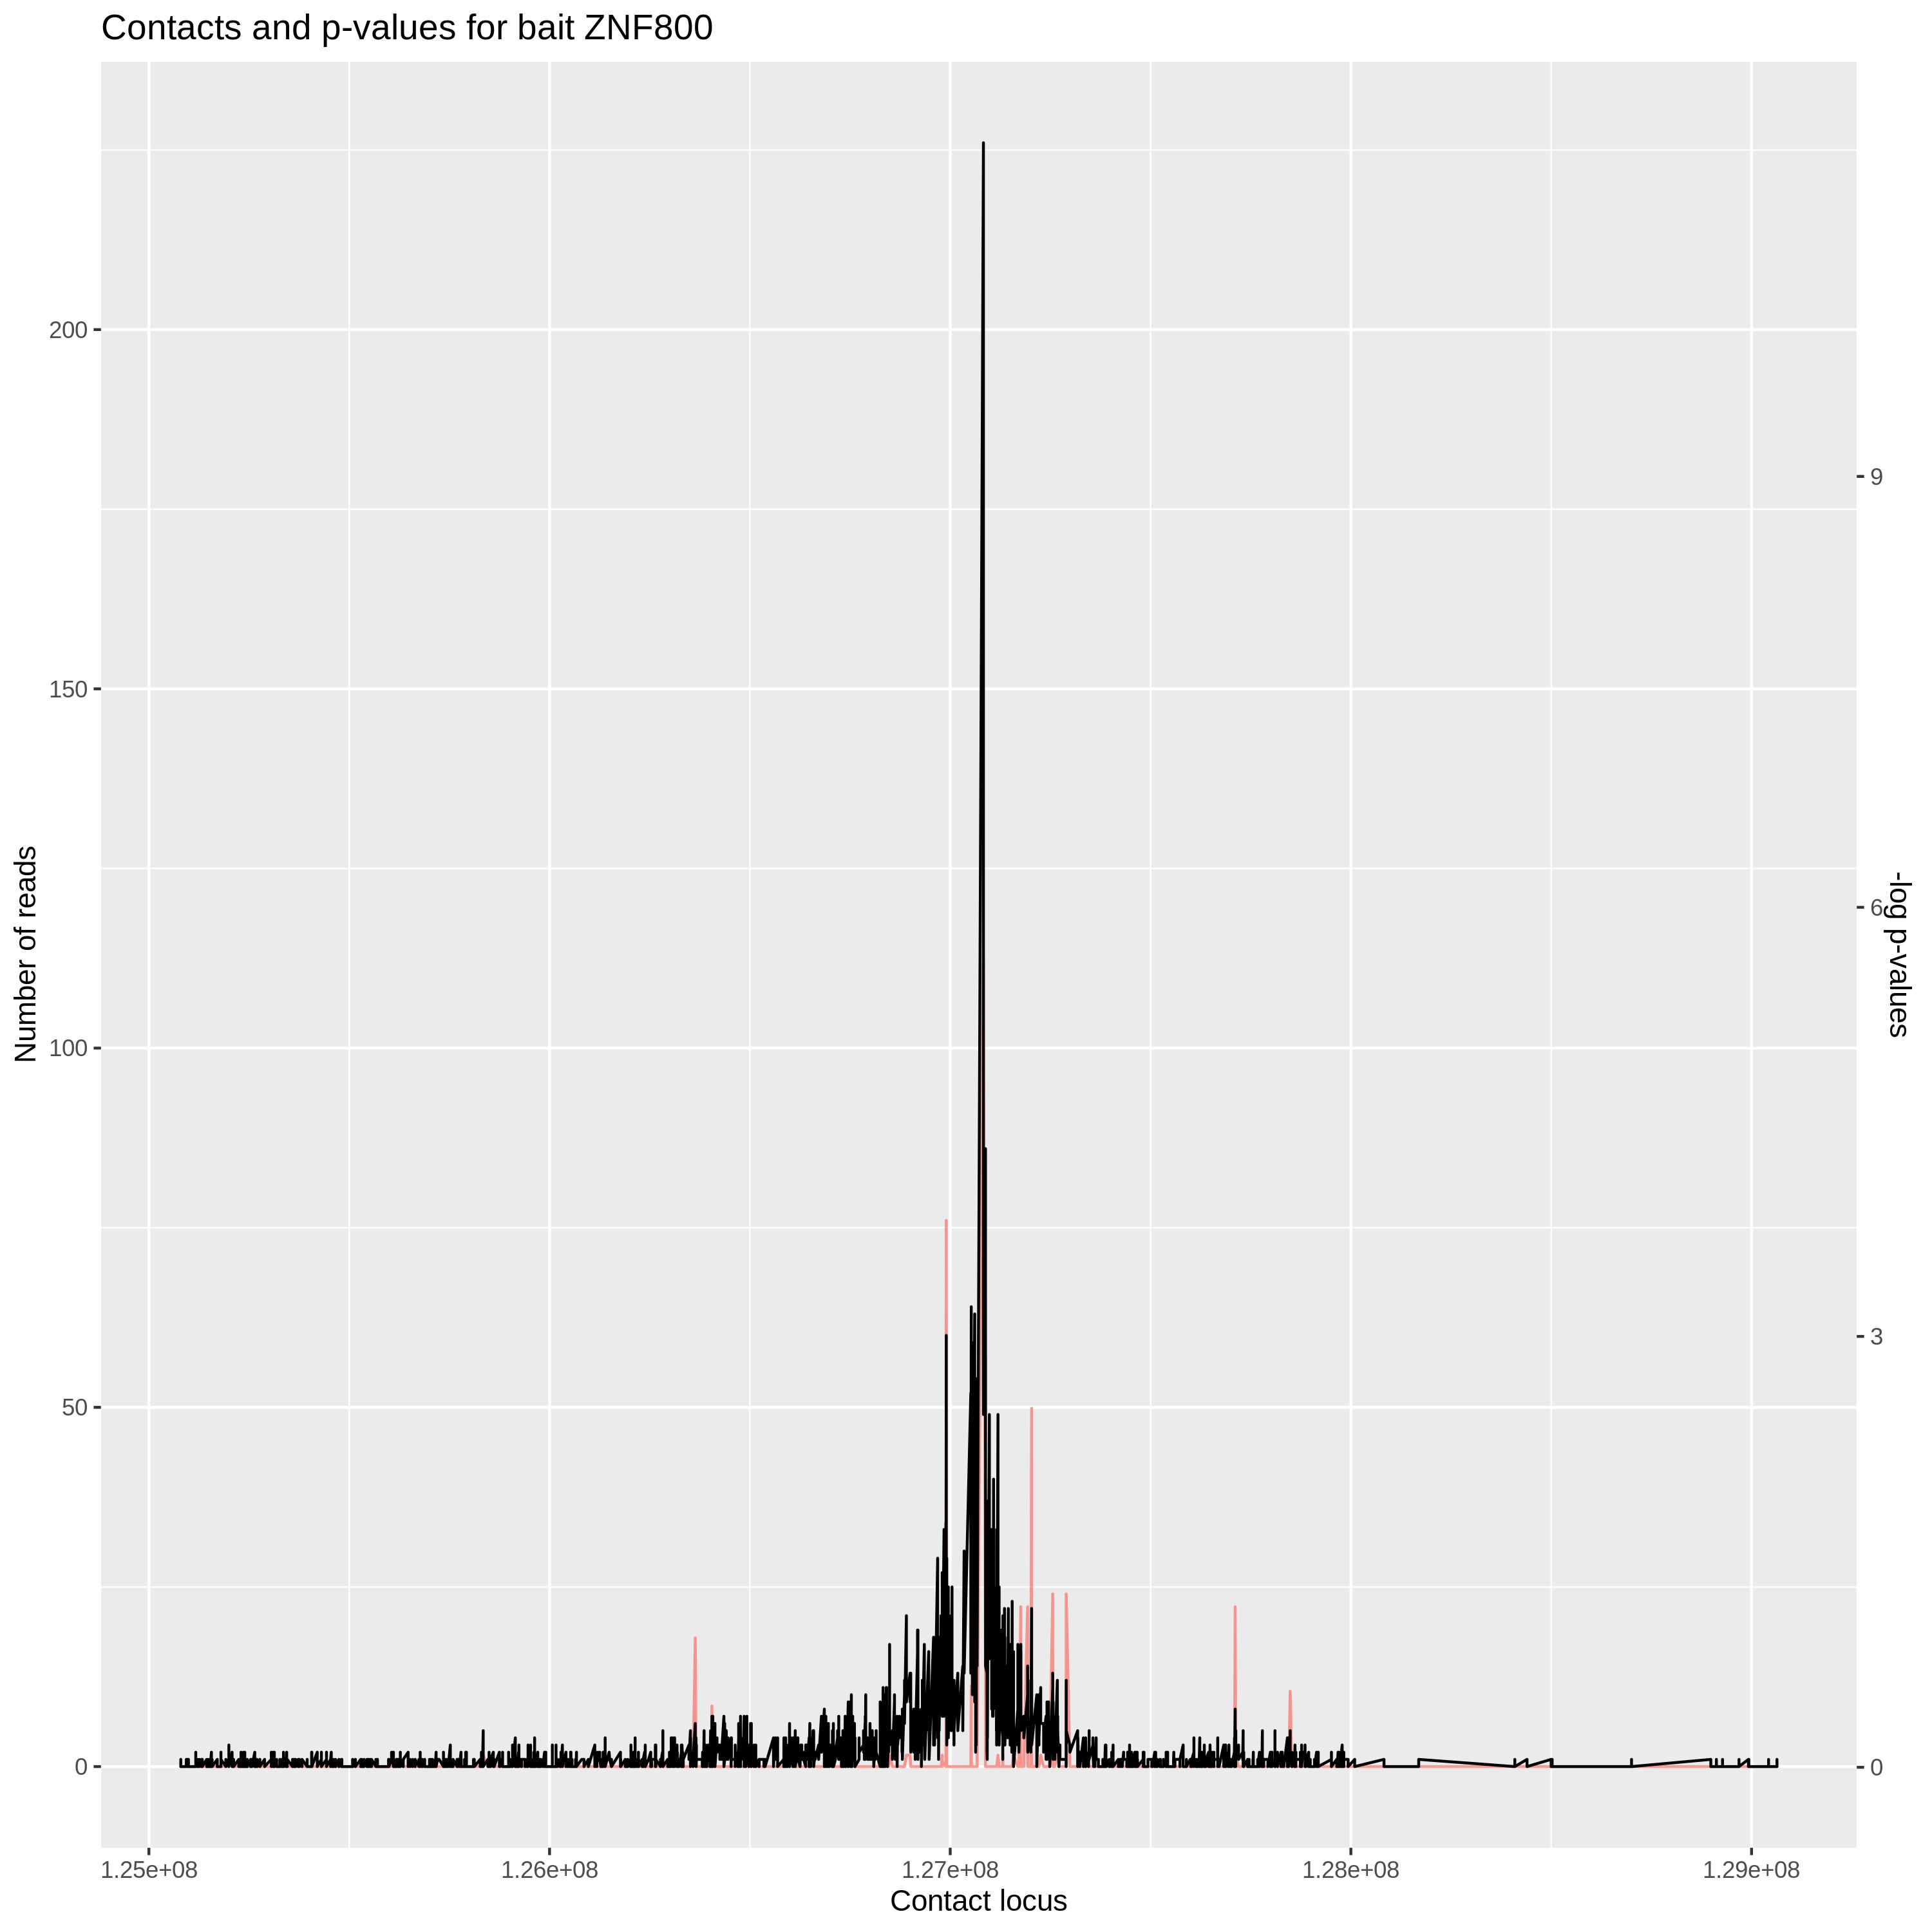 Contacts and p-values for bait ZNF800
Number of reads
200
150
100
50
0
9
6
3
0
-log p-values
1.25e+08 1.26e+08 1.27e+08 1.28e+08 1.29e+08
Contact locus